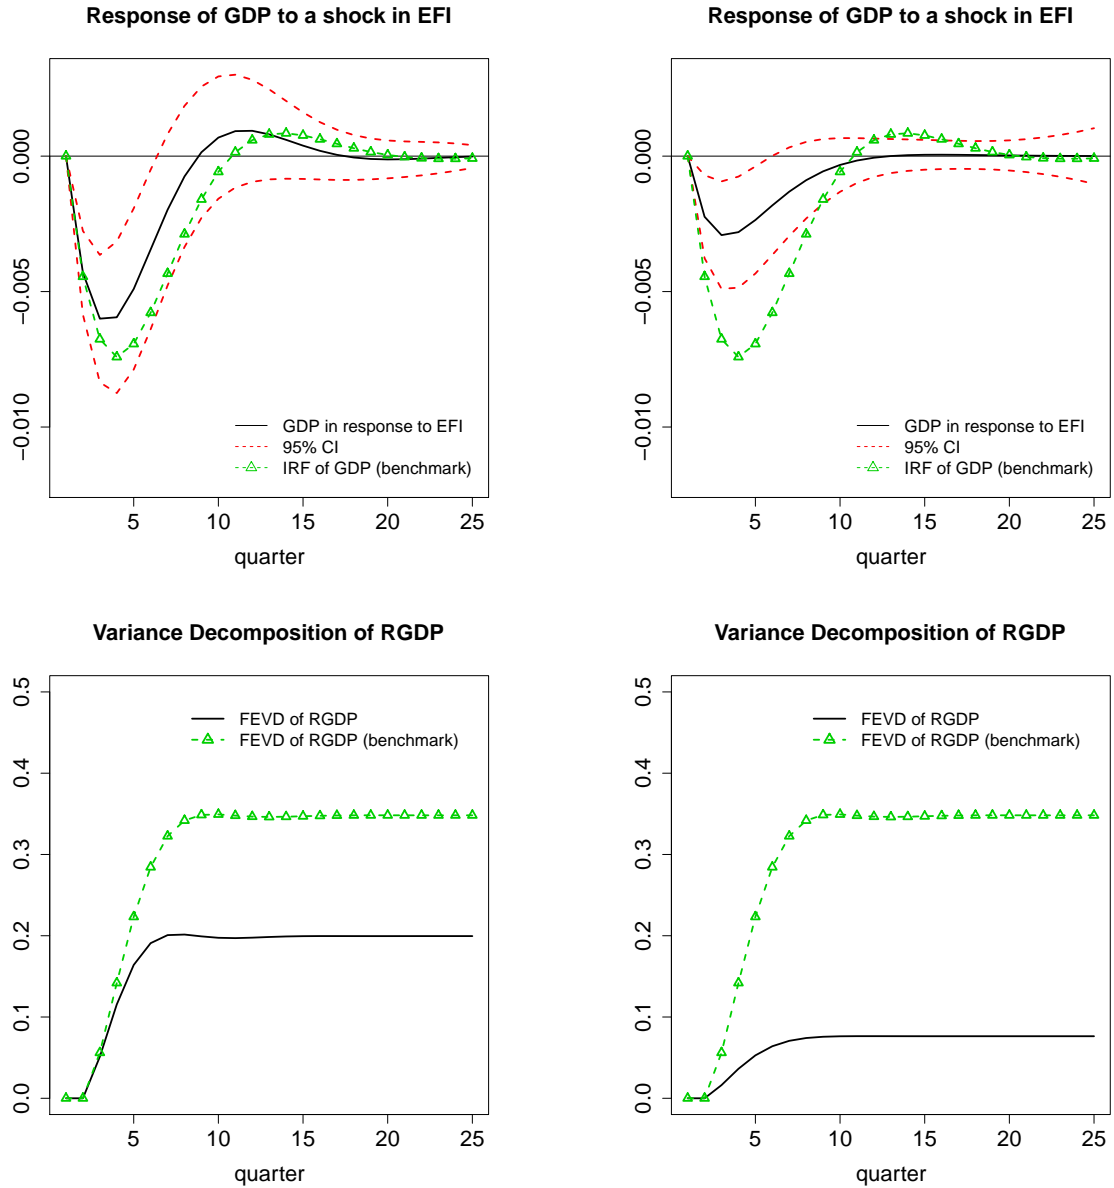 Response of GDP to a shock in EFI
0.000
−0.005
−0.010
GDP in response to EFI
95% CI
IRF of GDP (benchmark)
5 10 15 20 25
quarter
Response of GDP to a shock in EFI
0.000
−0.005
−0.010
GDP in response to EFI
95% CI
IRF of GDP (benchmark)
5 10 15 20 25
quarter
Variance Decomposition of RGDP
0.5
0.4
0.3
0.2
0.1
0.0
FEVD of RGDP
FEVD of RGDP (benchmark)
5 10 15 20 25
quarter
Variance Decomposition of RGDP
0.5
0.4
0.3
0.2
0.1
0.0
FEVD of RGDP
FEVD of RGDP (benchmark)
5 10 15 20 25
quarter